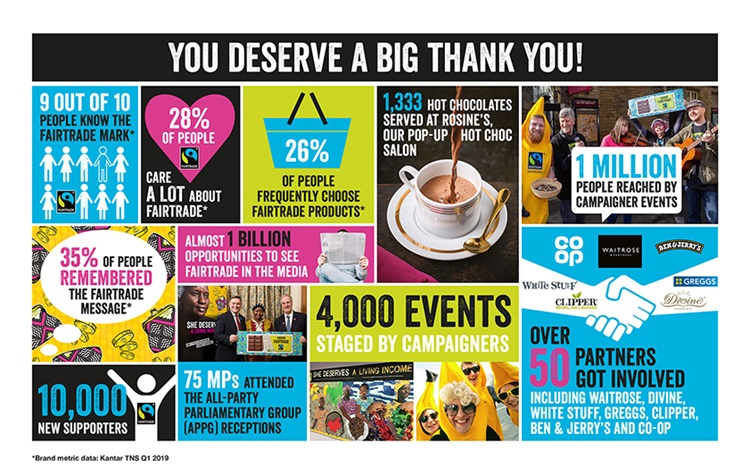 YOU DESERVE A BIG THANK YOU!
9 OUT OF 10
PEOPLE KNOW THE
FAIRTRADE MARK*
FAIRTRADE
28%
OF PEOPLE
FAIRTRADE
CARE
A LOT ABOUT
FAIRTRADE*
26%
OF PEOPLE
FREQUENTLY CHOOSE
FAIRTRADE PRODUCTS*
1,333 HOT CHOCOLATES
SERVED AT ROSINE'S,
OUR POP-UP HOT CHOC
SALON
1 MILLION
PEOPLE REACHED BY
CAMPAIGNER EVENTS
35% OF PEOPLE
REMEMBERED
THE FAIRTRADE
MESSAGE*
ALMOST 1 BILLION
OPPORTUNITIES TO SEE
FAIRTRADE IN THE MEDIA
SHE DESERV
A LIVING I
4,000 EVENTS
STAGED BY CAMPAIGNERS
CO
OP
WAITROSE
& PARTNERS
BEN & JERRY'S
WHITE STUFF
GREGGS
CLIPPER
Divine
OVER
50 PARTNERS
GOT INVOLVED
INCLUDING WAITROSE, DIVINE,
WHITE STUFF, GREGGS, CLIPPER,
BEN & JERRY'S AND CO-OP
10,000
NEW SUPPORTERS
FAIRTRADE
75 MPs ATTENDED
THE ALL-PARTY
PARLIAMENTARY GROUP
(APPG) RECEPTIONS
SHE DESERVES A LIVING INCOME
*Brand metric data: Kantar TNS Q1 2019